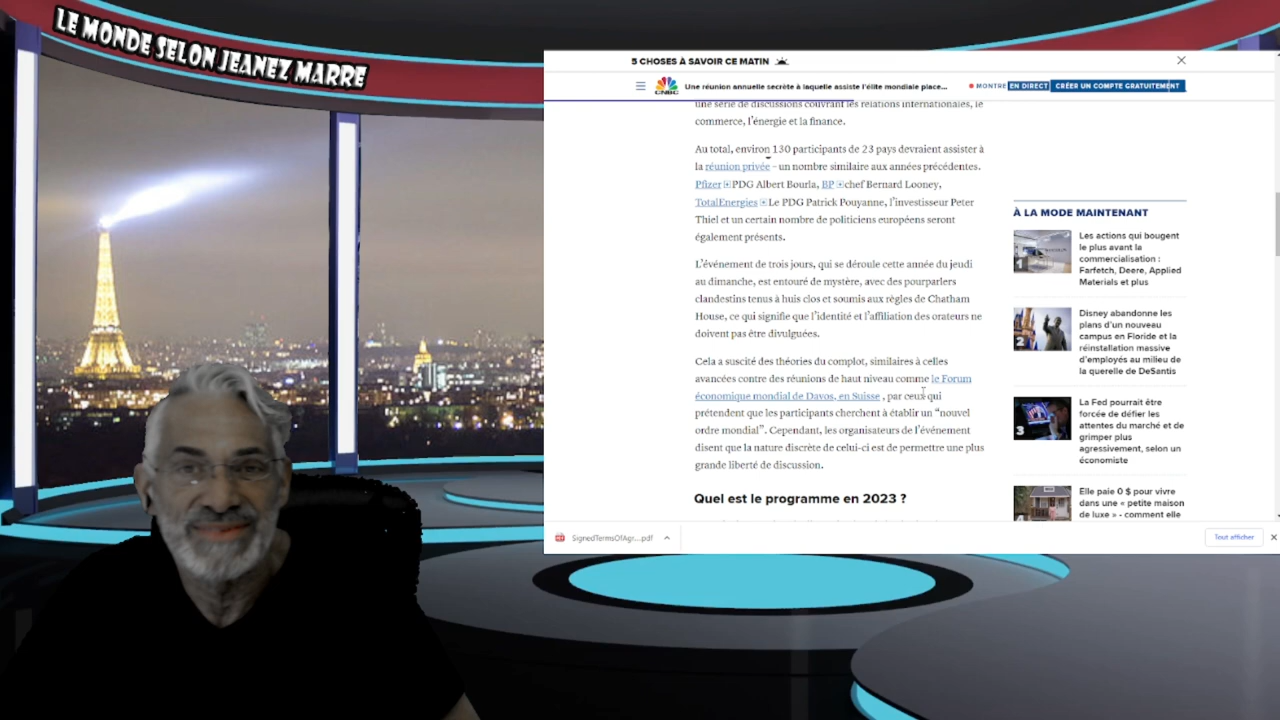 LE MONDE SELON JEANEZ MARRE
5 CHOSES À SAVOIR CE MATIN
CNBC
Une réunion annuelle secrète à laquelle assiste l'élite mondiale place...
MONTRE EN DIRECT
CRÉER UN COMPTE GRATUITEMENT
une série de discussions couvrant les relations internationales, le
commerce, l'énergie et la finance.
Au total, environ 130 participants de 23 pays devraient assister à
la réunion privée - un nombre similaire aux années précédentes.
Pfizer PDG Albert Bourla, BP chef Bernard Looney,
TotalEnergies Le PDG Patrick Pouyanne, l'investisseur Peter
Thiel et un certain nombre de politiciens européens seront
également présents.
L'événement de trois jours, qui se déroule cette année du jeudi
au dimanche, est entouré de mystère, avec des pourparlers
clandestins tenus à huis clos et soumis aux règles de Chatham
House, ce qui signifie que l'identité et l'affiliation des orateurs ne
doivent pas être divulguées.
Cela a suscité des théories du complot, similaires à celles
avancées contre des réunions de haut niveau comme le Forum
économique mondial de Davos, en Suisse , par ceux qui
prétendent que les participants cherchent à établir un "nouvel
ordre mondial". Cependant, les organisateurs de l'événement
disent que la nature discrète de celui-ci est de permettre une plus
grande liberté de discussion.
Quel est le programme en 2023 ?
À LA MODE MAINTENANT
1
Les actions qui bougent
le plus avant la
commercialisation :
Farfetch, Deere, Applied
Materials et plus
2
Disney abandonne les
plans d'un nouveau
campus en Floride et la
réinstallation massive
d'employés au milieu de
la querelle de DeSantis
3
La Fed pourrait être
forcée de défier les
attentes du marché et de
grimper plus
agressivement, selon un
économiste
Elle paie 0 $ pour vivre
dans une « petite maison
de luxe » - comment elle
SignedTermsOfAgr....pdf
Tout afficher